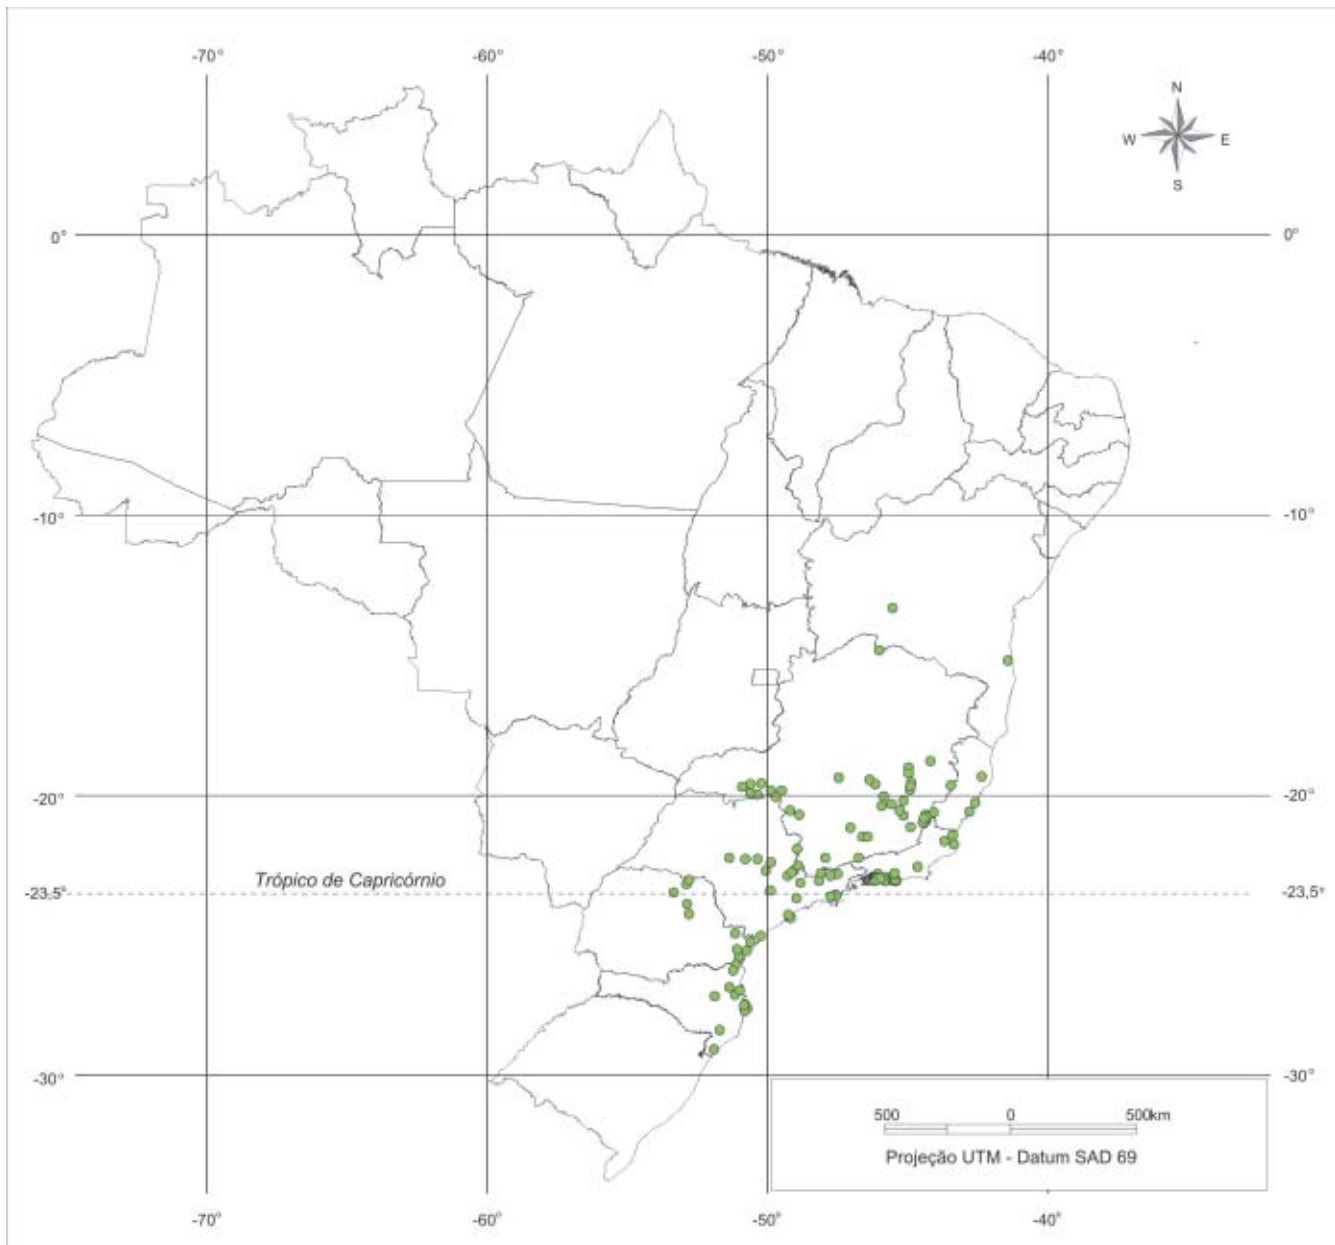 -70° -60° -50° -40°
N
W E
S
0° 0°
-10° -10°
-20° -20°
Trópico de Capricórnio
-23,5° -23,5°
-30° -30°
500 0 500km
Projeção UTM - Datum SAD 69
-70° -60° -50° -40°